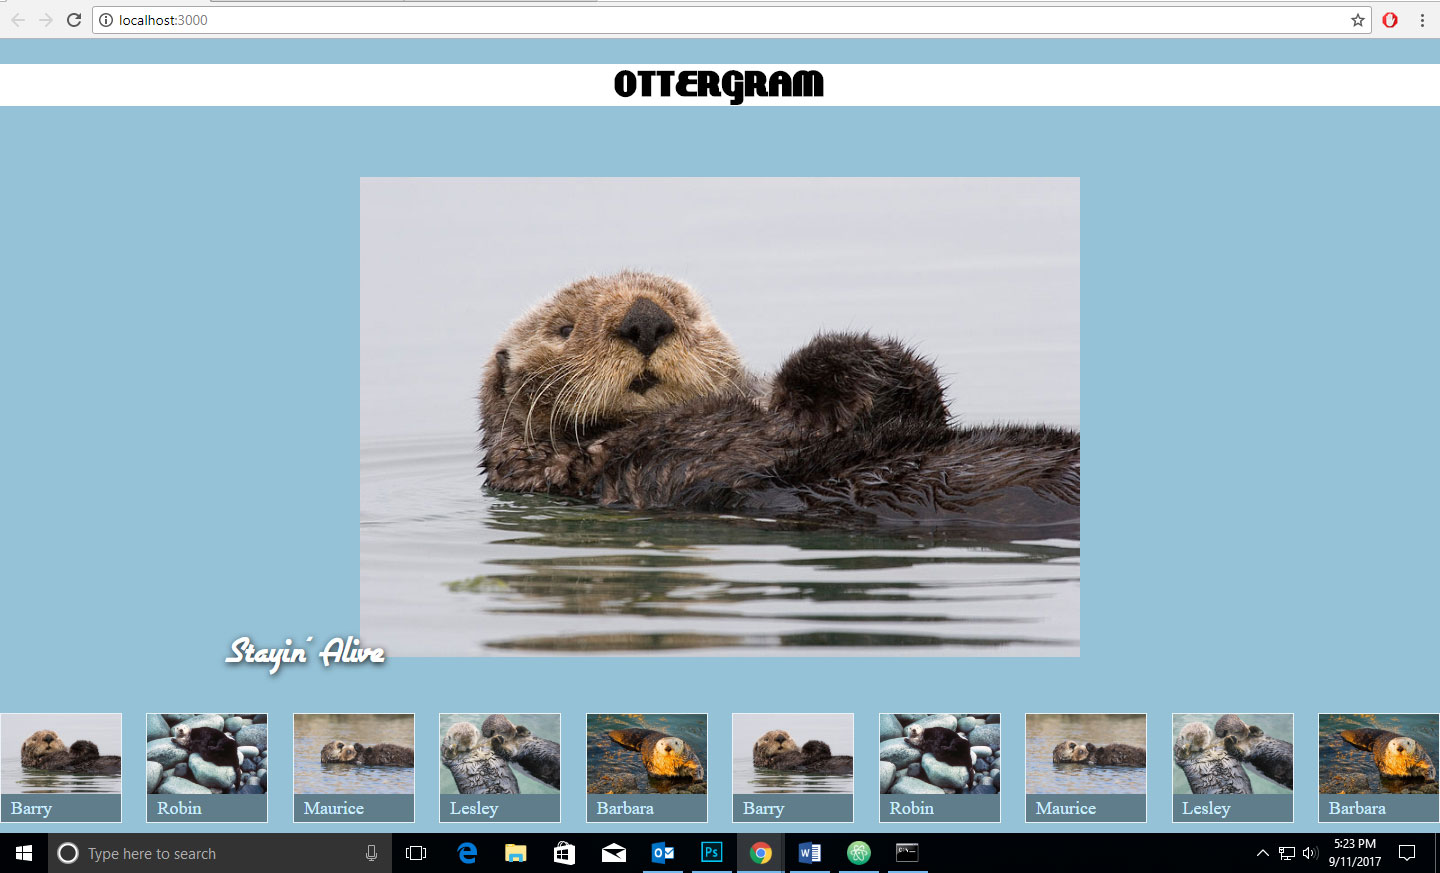 localhost:3000
OTTERGRAM
Stayin' Alive
Barry
Robin
Maurice
Lesley
Barbara
Barry
Robin
Maurice
Lesley
Barbara
Type here to search
5:23 PM
9/11/2017